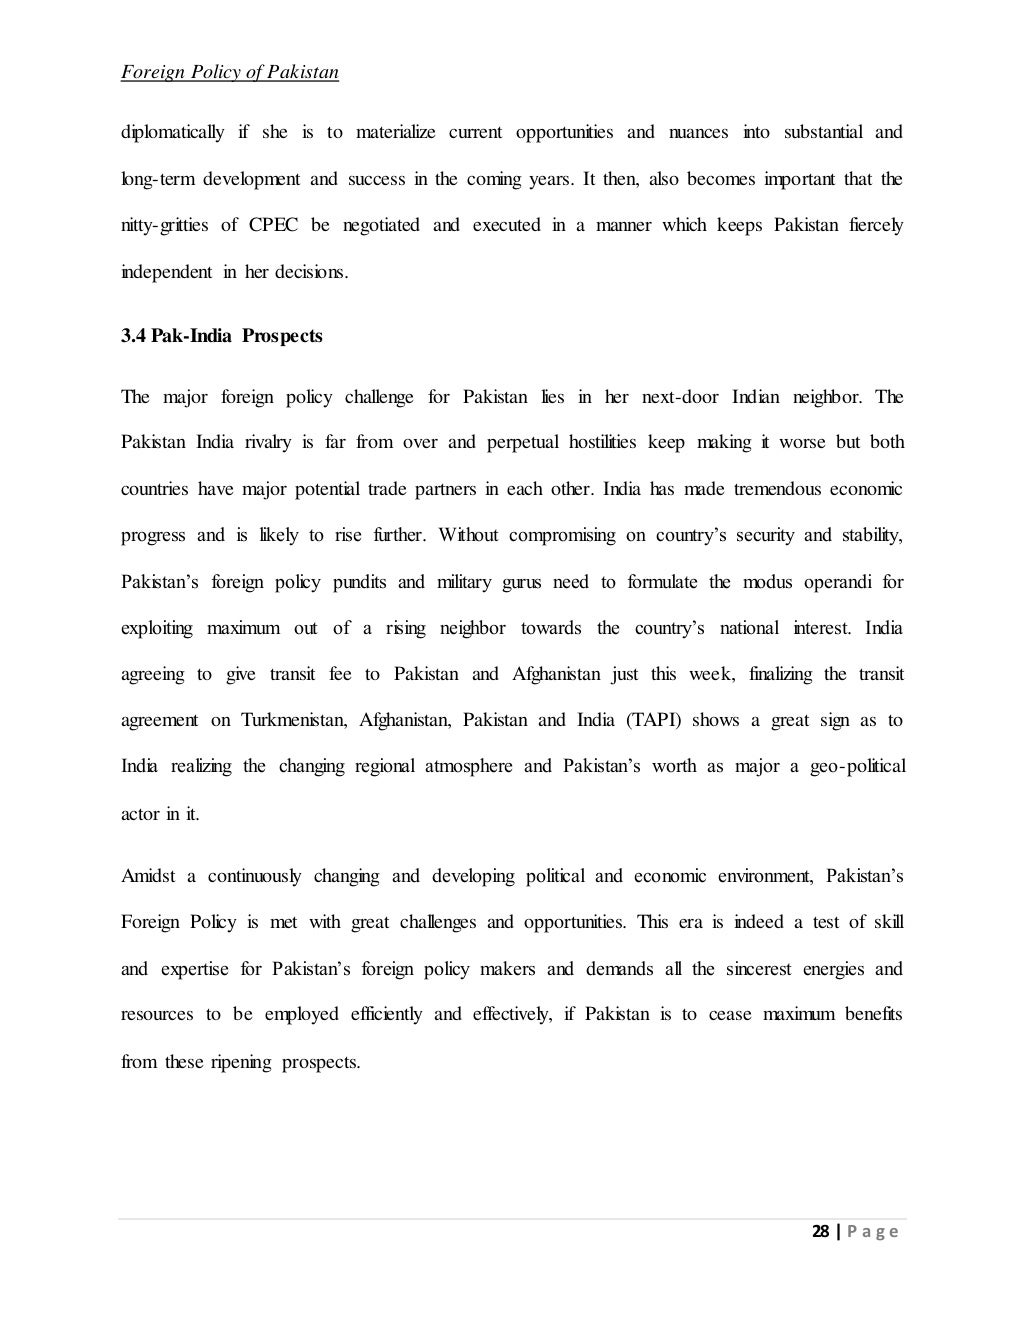 Foreign Policy of Pakistan
diplomatically if she is to materialize current opportunities and nuances into substantial and
long-term development and success in the coming years. It then, also becomes important that the
nitty-gritties of CPEC be negotiated and executed in a manner which keeps Pakistan fiercely
independent in her decisions.
3.4 Pak-India Prospects
The major foreign policy challenge for Pakistan lies in her next-door Indian neighbor. The
Pakistan India rivalry is far from over and perpetual hostilities keep making it worse but both
countries have major potential trade partners in each other. India has made tremendous economic
progress and is likely to rise further. Without compromising on country’s security and stability,
Pakistan’s foreign policy pundits and military gurus need to formulate the modus operandi for
exploiting maximum out of a rising neighbor towards the country’s national interest. India
agreeing to give transit fee to Pakistan and Afghanistan just this week, finalizing the transit
agreement on Turkmenistan, Afghanistan, Pakistan and India (TAPI) shows a great sign as to
India realizing the changing regional atmosphere and Pakistan’s worth as major a geo-political
actor in it.
Amidst a continuously changing and developing political and economic environment, Pakistan’s
Foreign Policy is met with great challenges and opportunities. This era is indeed a test of skill
and expertise for Pakistan’s foreign policy makers and demands all the sincerest energies and
resources to be employed efficiently and effectively, if Pakistan is to cease maximum benefits
from these ripening prospects.
28 | Page